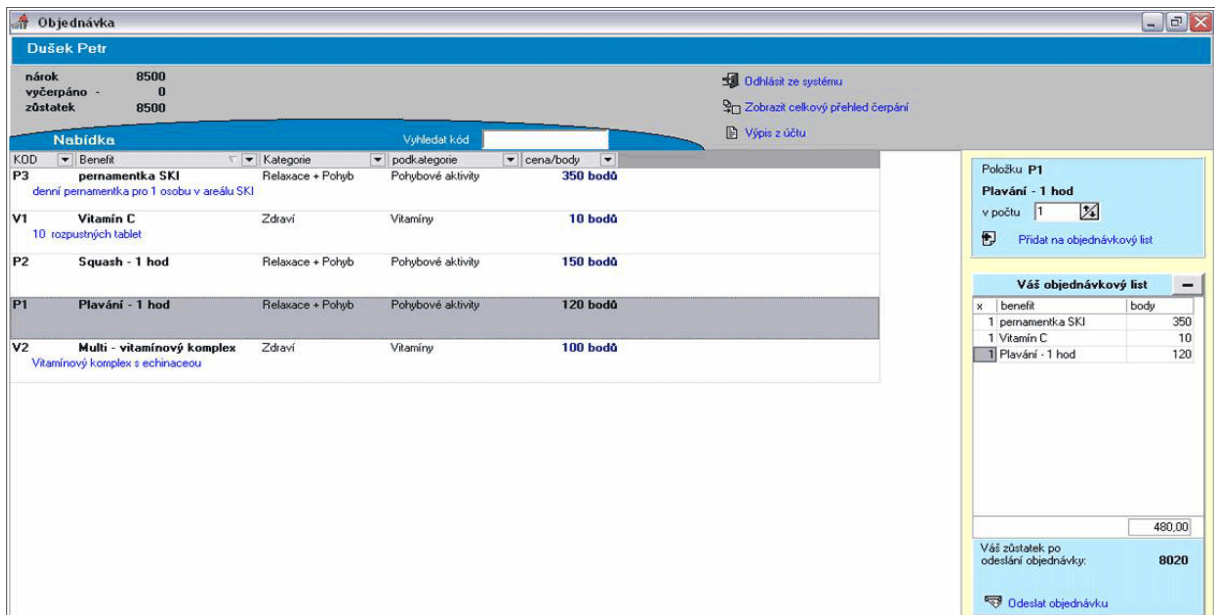 Objednávka
Dušek Petr
nárok 8500
vyčerpáno - 0
zůstatek 8500
Odhlásit ze systému
Zobrazit celkový přehled čerpání
Výpis z účtu
Nabídka Vyhledat kód
KOD Benefit Kategorie podkategorie cena/body
P3 pernamentka SKI Relaxace + Pohyb Pohybové aktivity 350 bodů
denní pernamentka pro 1 osobu v areálu SKI
V1 Vitamín C Zdraví Vitamíny 10 bodů
10 rozpustných tablet
P2 Squash - 1 hod Relaxace + Pohyb Pohybové aktivity 150 bodů
P1 Plavání - 1 hod Relaxace + Pohyb Pohybové aktivity 120 bodů
V2 Multi - vitamínový komplex Zdraví Vitamíny 100 bodů
Vitamínový komplex s echinaceou
Položku P1
Plavání - 1 hod
v počtu 1
Přidat na objednávkový list
Váš objednávkový list
x benefit body
1 pernamentka SKI 350
1 Vitamín C 10
1 Plavání - 1 hod 120
480,00
Váš zůstatek po
odeslání objednávky: 8020
Odeslat objednávku